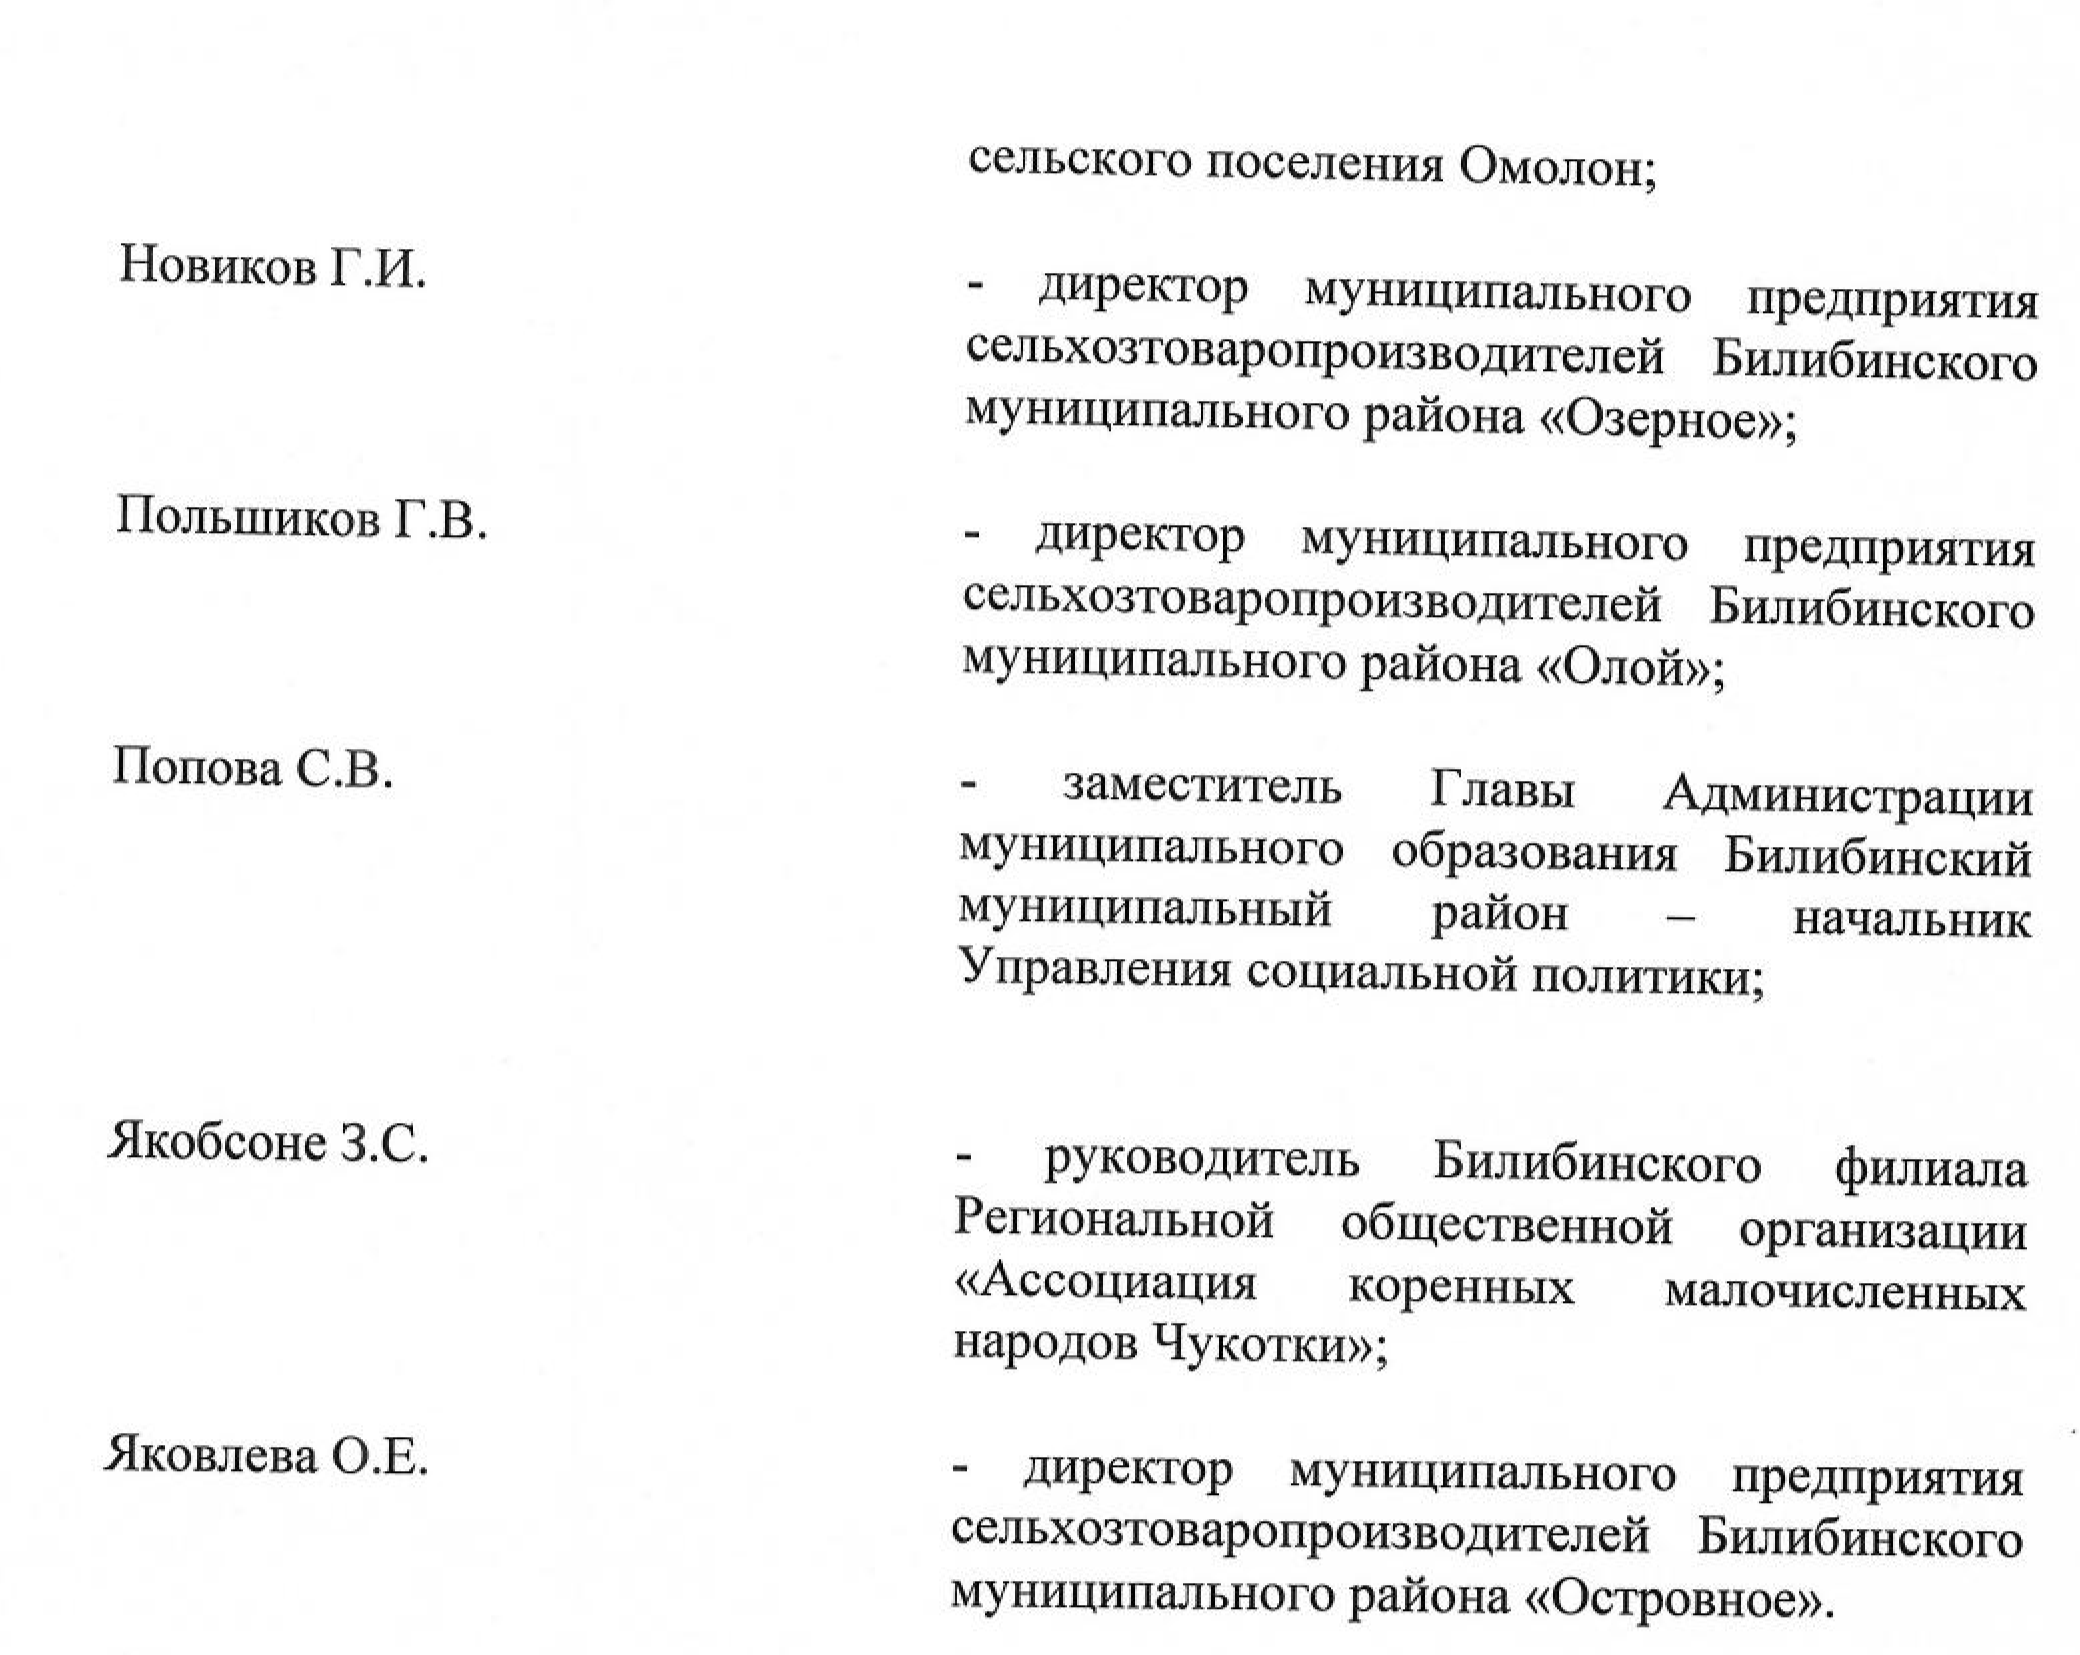 сельского поселения Омолон;
Новиков Г.И.
- директор муниципального предприятия
сельхозтоваропроизводителей Билибинского
муниципального района «Озерное»;
Польшиков Г.В.
- директор муниципального предприятия
сельхозтоваропроизводителей Билибинского
муниципального района «Олой»;
Попова С.В.
- заместитель Главы Администрации
муниципального образования Билибинский
муниципальный район – начальник
Управления социальной политики;
Якобсоне З.С.
- руководитель Билибинского филиала
Региональной общественной организации
«Ассоциация коренных малочисленных
народов Чукотки»;
Яковлева О.Е.
- директор муниципального предприятия
сельхозтоваропроизводителей Билибинского
муниципального района «Островное».